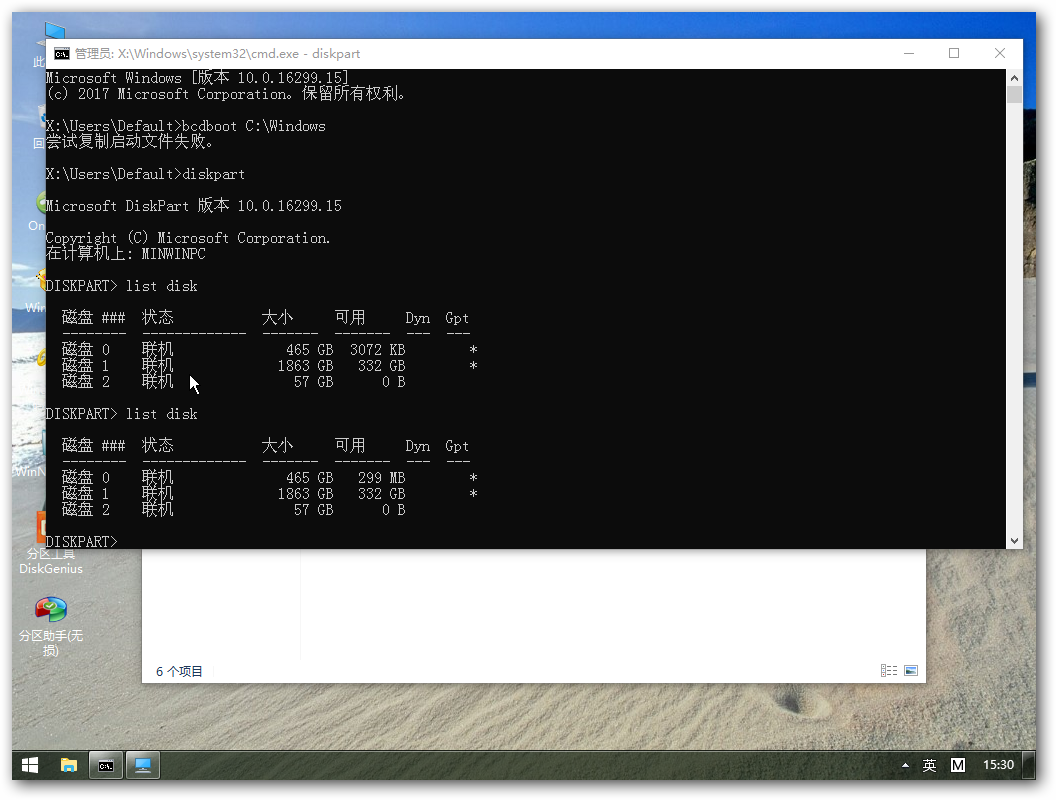 管理员: X:\Windows\system32\cmd.exe - diskpart
Microsoft Windows [版本 10.0.16299.15]
(c) 2017 Microsoft Corporation。保留所有权利。
X:\Users\Default>bcdboot C:\Windows
尝试复制启动文件失败。
X:\Users\Default>diskpart
Microsoft DiskPart 版本 10.0.16299.15
Copyright (C) Microsoft Corporation.
在计算机上: MINWINPC
DISKPART> list disk
磁盘 ### 状态 大小 可用 Dyn Gpt
-------- ------------- ------- ------- --- ---
磁盘 0 联机 465 GB 3072 KB *
磁盘 1 联机 1863 GB 332 GB *
磁盘 2 联机 57 GB 0 B
DISKPART> list disk
磁盘 ### 状态 大小 可用 Dyn Gpt
-------- ------------- ------- ------- --- ---
磁盘 0 联机 465 GB 299 MB *
磁盘 1 联机 1863 GB 332 GB *
磁盘 2 联机 57 GB 0 B
DISKPART>
此
回
On
Win
WinN
分区工具
DiskGenius
分区助手(无
损)
6 个项目
英
M
15:30